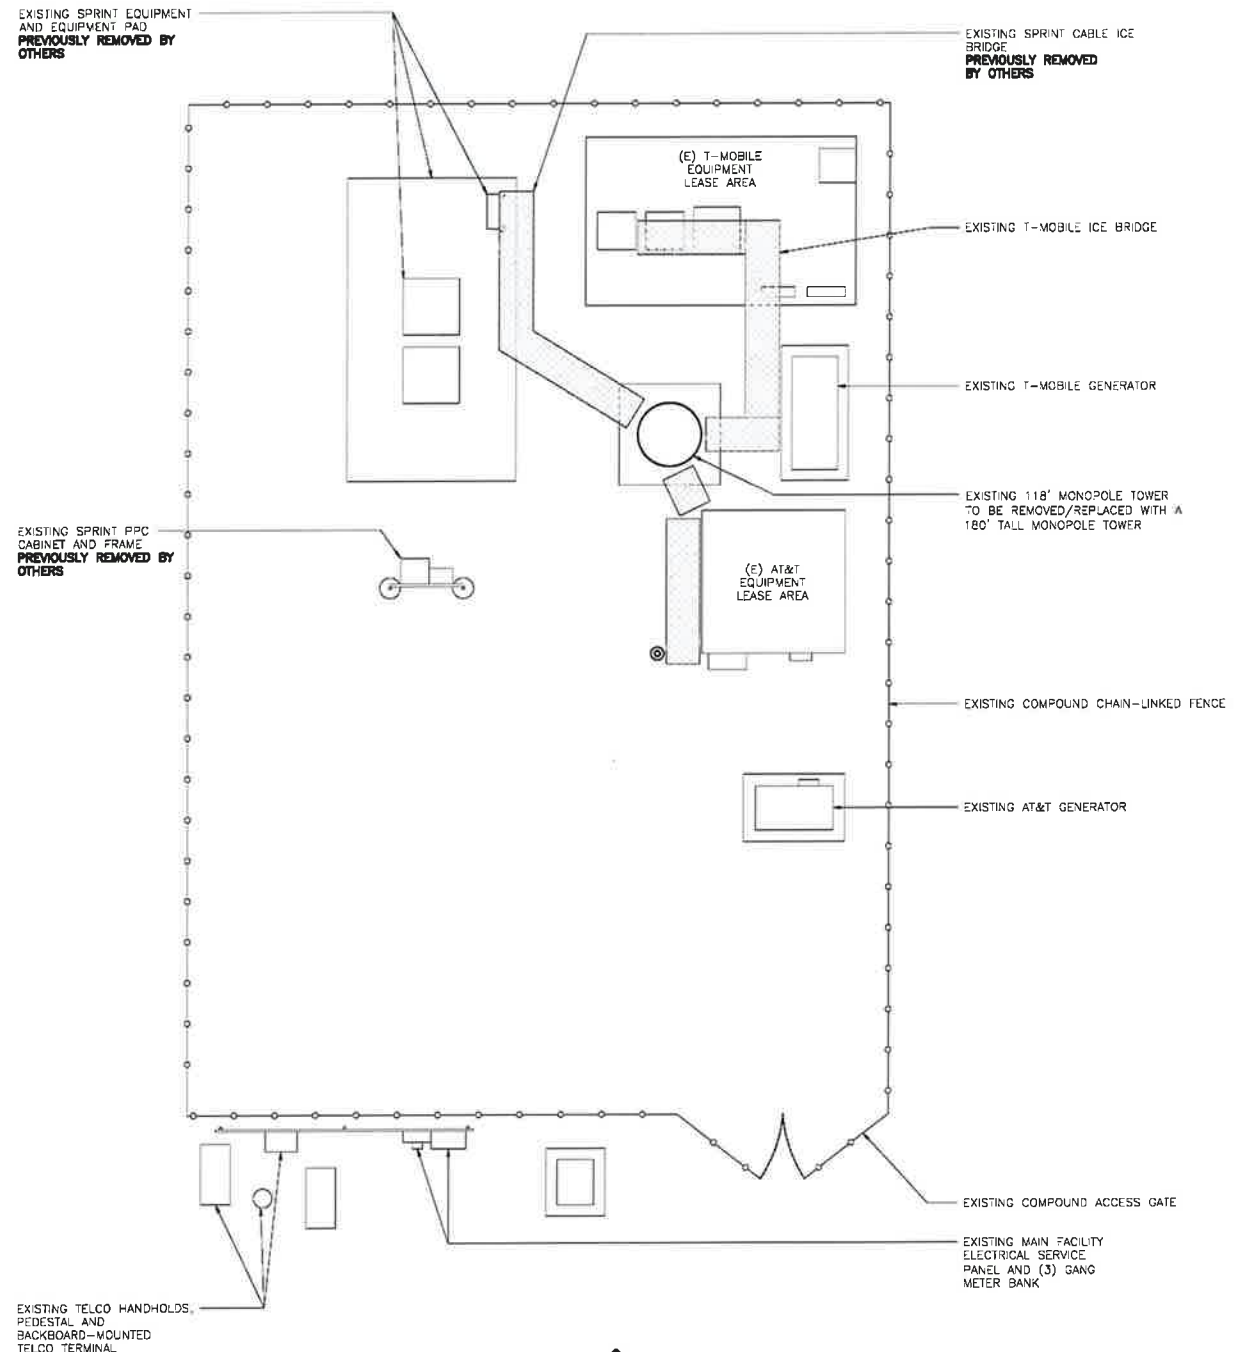 EXISTING SPRINT EQUIPMENT
AND EQUIPMENT PAD
PREVIOUSLY REMOVED BY
OTHERS
EXISTING SPRINT CABLE ICE
BRIDGE
PREVIOUSLY REMOVED
BY OTHERS
(E) T-MOBILE
EQUIPMENT
LEASE AREA
EXISTING T-MOBILE ICE BRIDGE
EXISTING T-MOBILE GENERATOR
EXISTING 118' MONOPOLE TOWER
TO BE REMOVED/REPLACED WITH A
180' TALL MONOPOLE TOWER
EXISTING SPRINT PPC
CABINET AND FRAME
PREVIOUSLY REMOVED BY
OTHERS
(E) AT&T
EQUIPMENT
LEASE AREA
EXISTING COMPOUND CHAIN-LINKED FENCE
EXISTING AT&T GENERATOR
EXISTING COMPOUND ACCESS GATE
EXISTING MAIN FACILITY
ELECTRICAL SERVICE
PANEL AND (3) GANG
METER BANK
EXISTING TELCO HANDHOLDS,
PEDESTAL AND
BACKBOARD-MOUNTED
TELCO TERMINAL